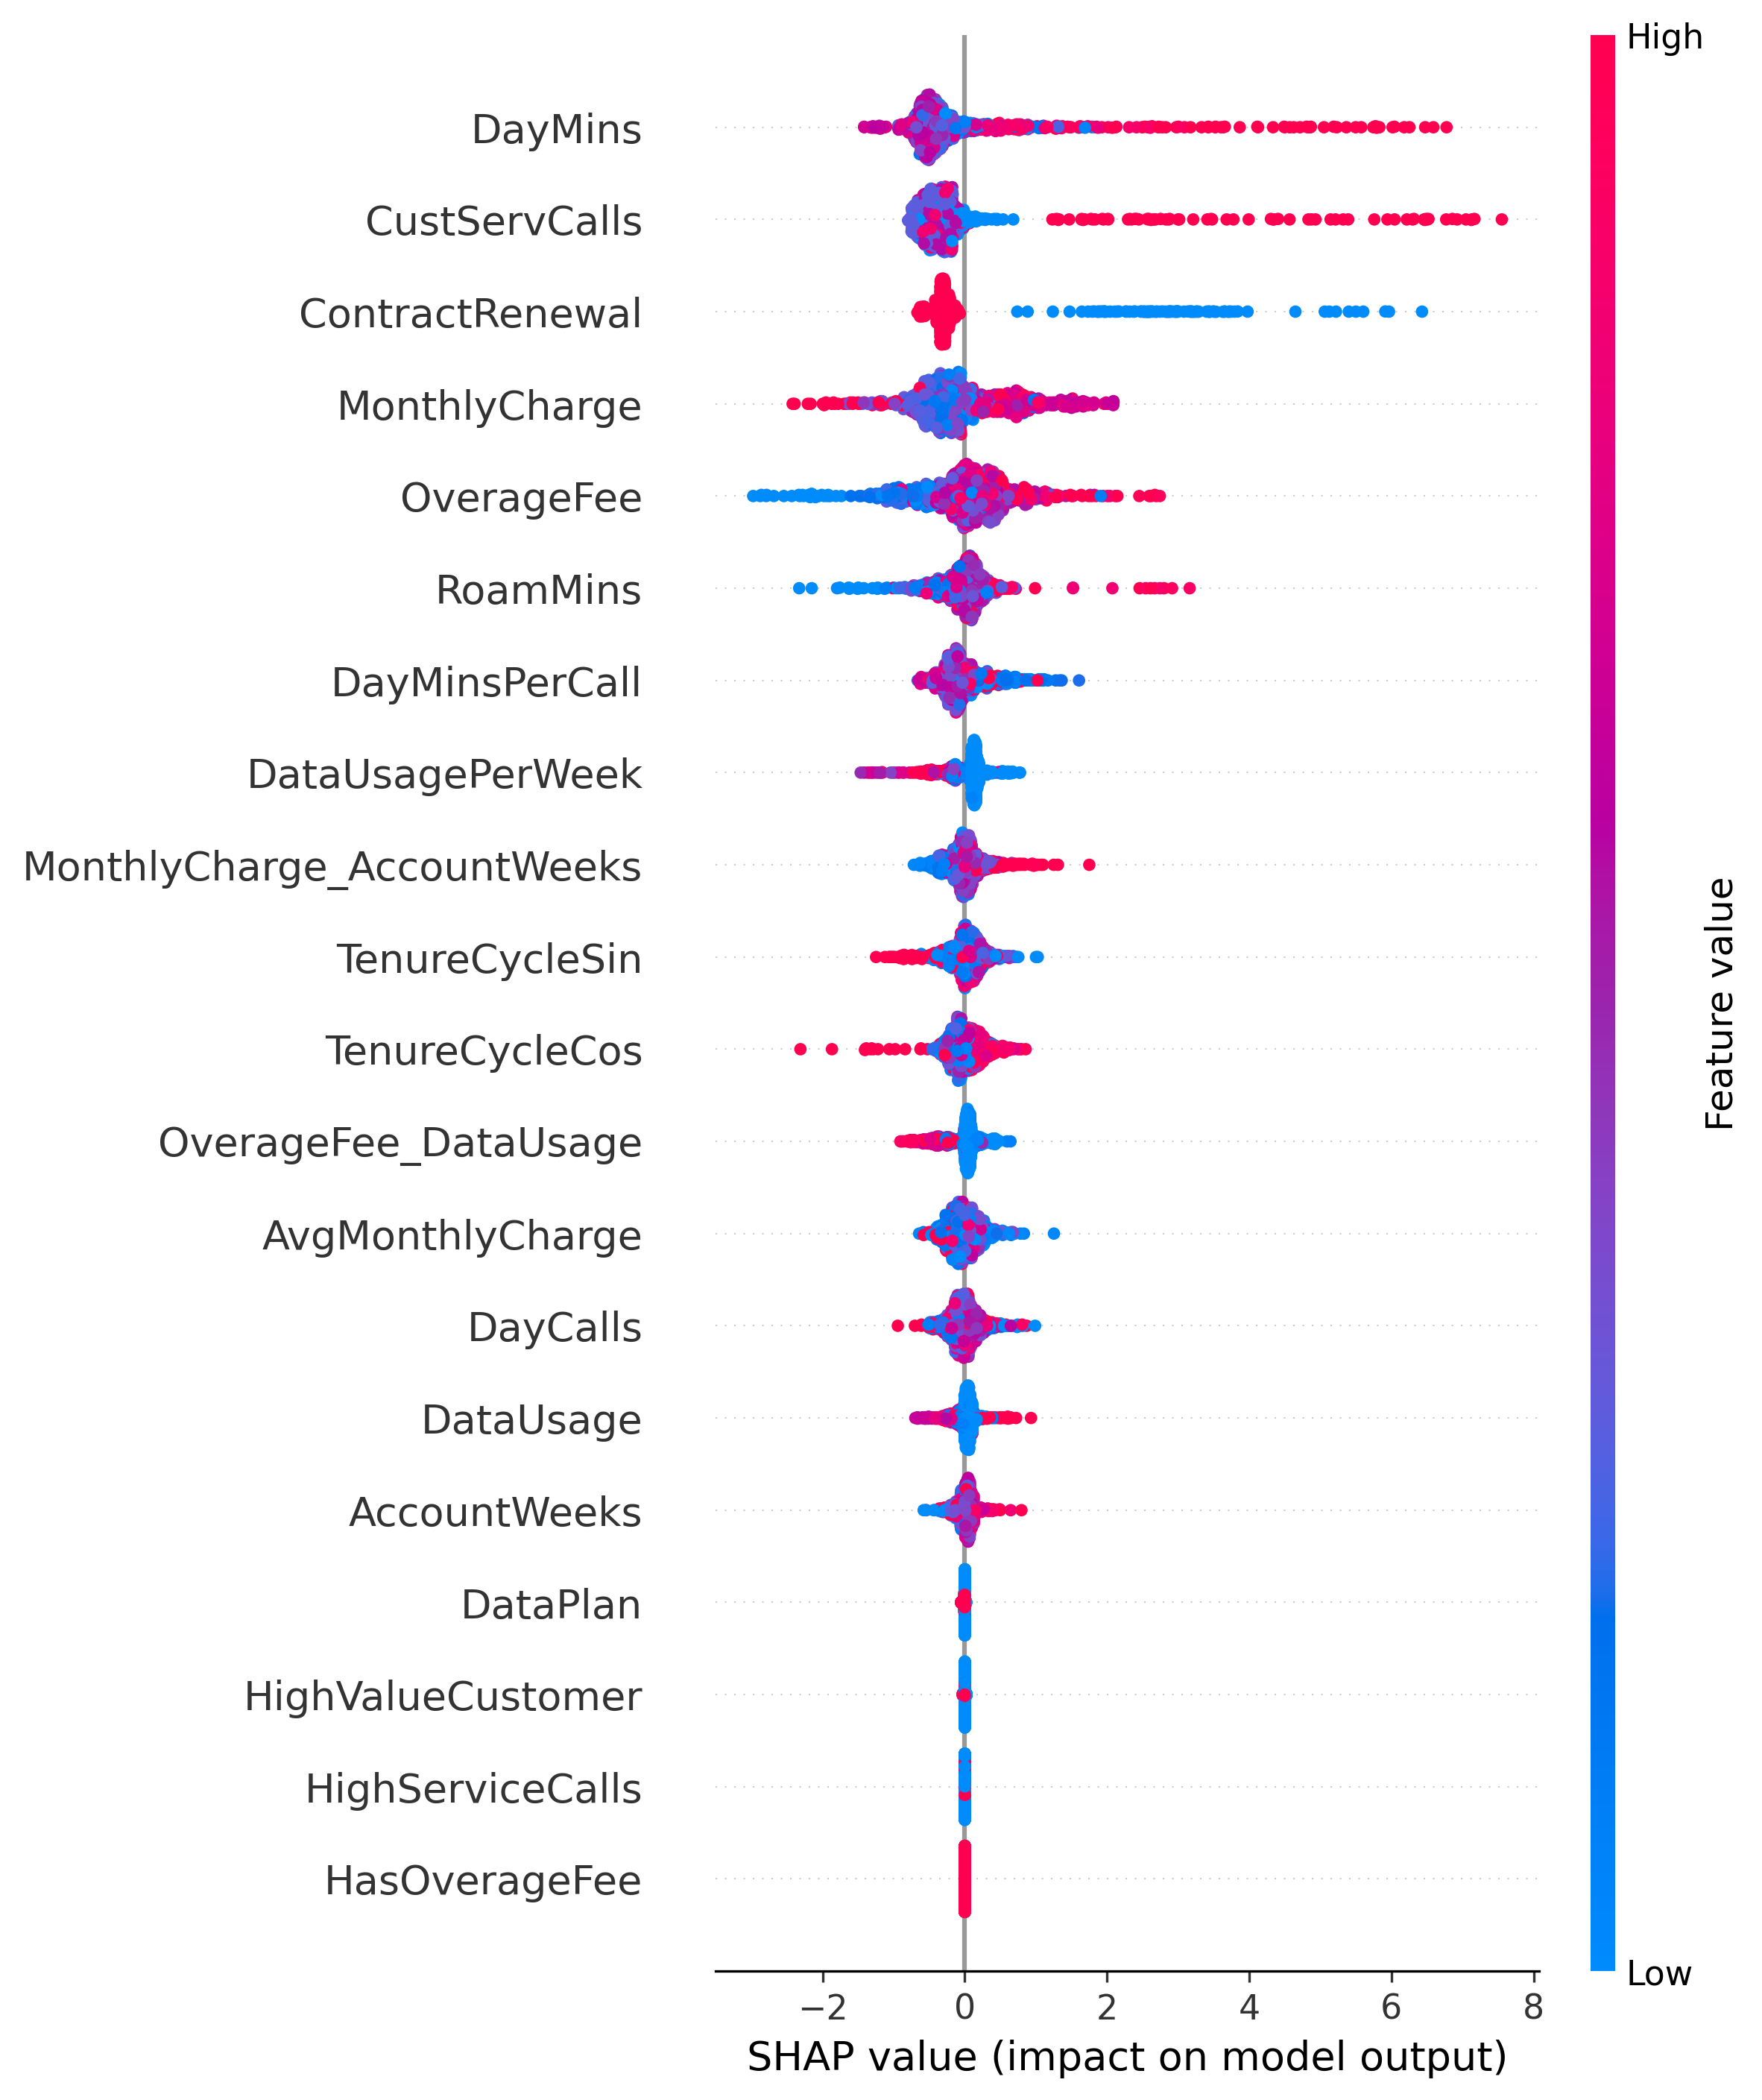 High
DayMins
CustServCalls
ContractRenewal
MonthlyCharge
OverageFee
RoamMins
DayMinsPerCall
DataUsagePerWeek
MonthlyCharge_AccountWeeks
TenureCycleSin
TenureCycleCos
OverageFee_DataUsage
AvgMonthlyCharge
DayCalls
DataUsage
AccountWeeks
DataPlan
HighValueCustomer
HighServiceCalls
HasOverageFee
Feature value
Low
−2 0 2 4 6 8
SHAP value (impact on model output)